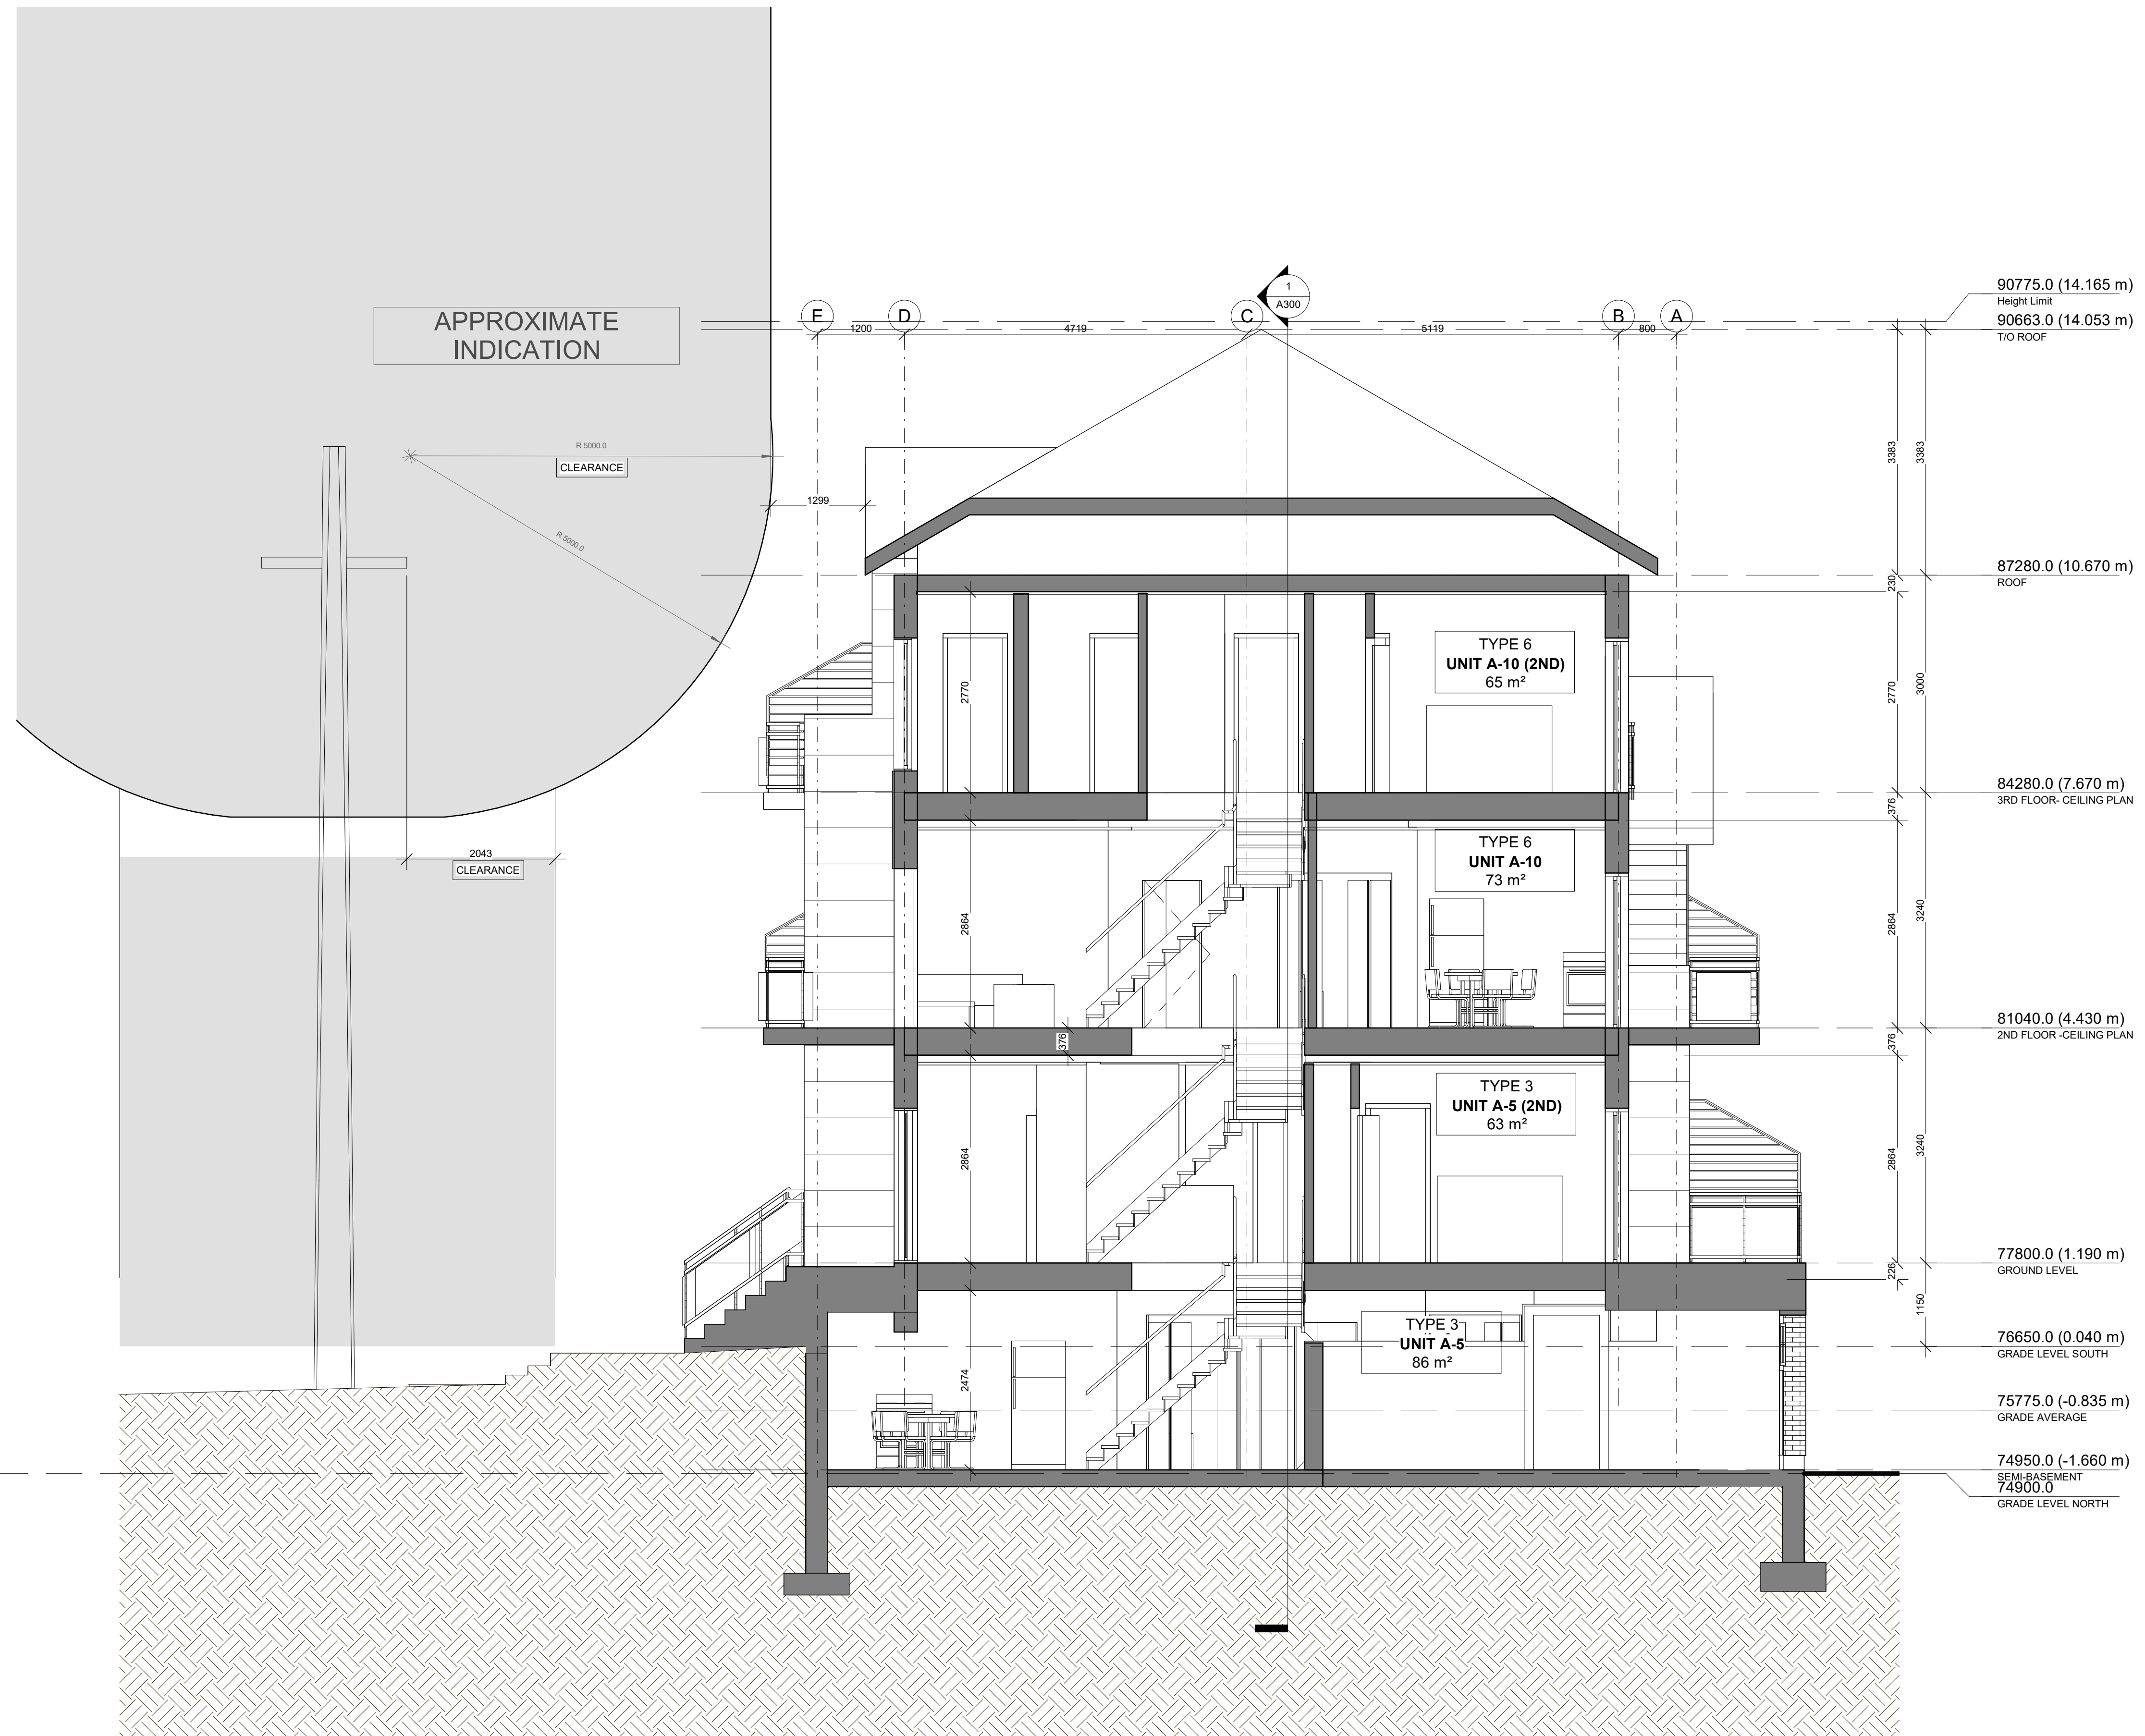 APPROXIMATE
INDICATION
1
A300
E
D
C
B
A
1200
4719
5119
800
90775.0 (14.165 m)
Height Limit
90663.0 (14.053 m)
T/O ROOF
R 5000.0
CLEARANCE
R 5000.0
1299
3383
3383
87280.0 (10.670 m)
ROOF
230
TYPE 6
UNIT A-10 (2ND)
65 m²
2770
2770
3000
84280.0 (7.670 m)
3RD FLOOR- CEILING PLAN
376
2043
CLEARANCE
TYPE 6
UNIT A-10
73 m²
2864
2864
3240
81040.0 (4.430 m)
2ND FLOOR -CEILING PLAN
376
376
TYPE 3
UNIT A-5 (2ND)
63 m²
2864
2864
3240
77800.0 (1.190 m)
GROUND LEVEL
226
1150
TYPE 3
UNIT A-5
86 m²
76650.0 (0.040 m)
GRADE LEVEL SOUTH
2474
75775.0 (-0.835 m)
GRADE AVERAGE
74950.0 (-1.660 m)
SEMI-BASEMENT
74900.0
GRADE LEVEL NORTH